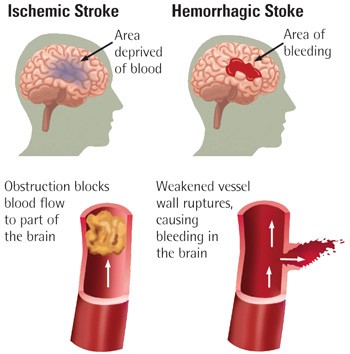 Ischemic Stroke
Area
deprived
of blood
Hemorrhagic Stoke
Area of
bleeding
Obstruction blocks
blood flow
to part of
the brain
Weakened vessel
wall ruptures,
causing
bleeding in
the brain